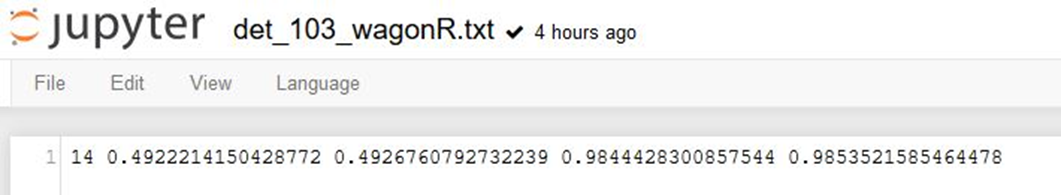 jupyter det_103_wagonR.txt ✔ 4 hours ago
File Edit View Language
1 14 0.4922214150428772 0.4926760792732239 0.9844428300857544 0.9853521585464478